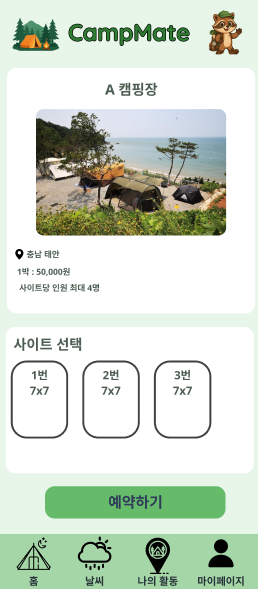 CampMate
A 캠핑장
충남 태안
1박 : 50,000원
사이트당 인원 최대 4명
사이트 선택
1번
7x7
2번
7x7
3번
7x7
예약하기
홈
날씨
나의 활동
마이페이지